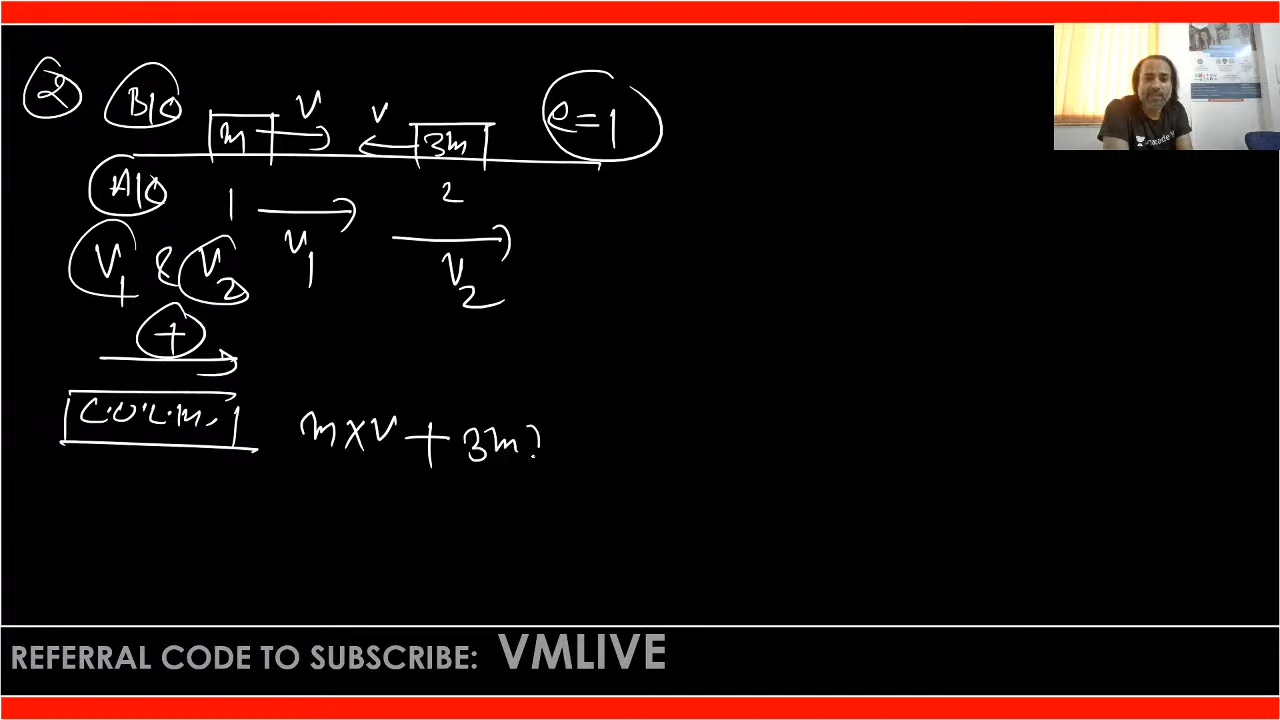 2 B/C m V V 3m e=1
A/C 1 2
V1 & V2 V1 V2
+
C.O.L.M. m×v + 3m
REFERRAL CODE TO SUBSCRIBE: VMLIVE